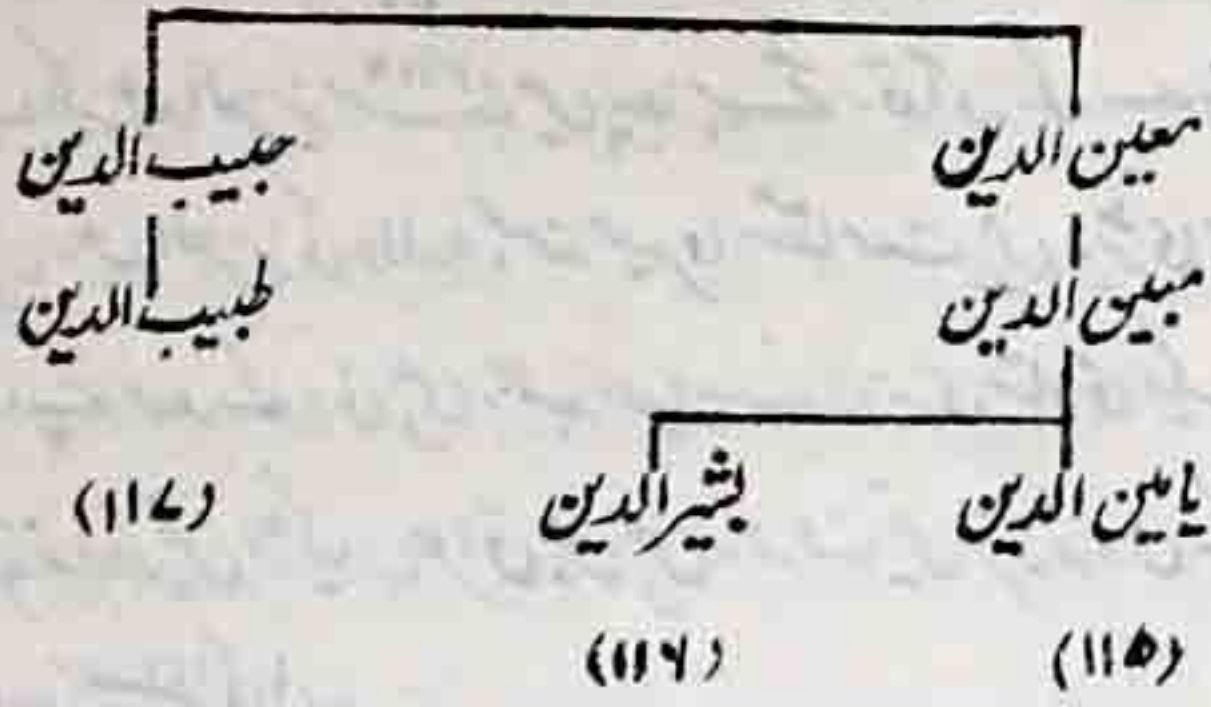 معین الدین حبیب الدین
مبین الدین طبیب الدین
یامین الدین بشیر الدین (۱۱۷)
(۱۱۵) (۱۱۶)